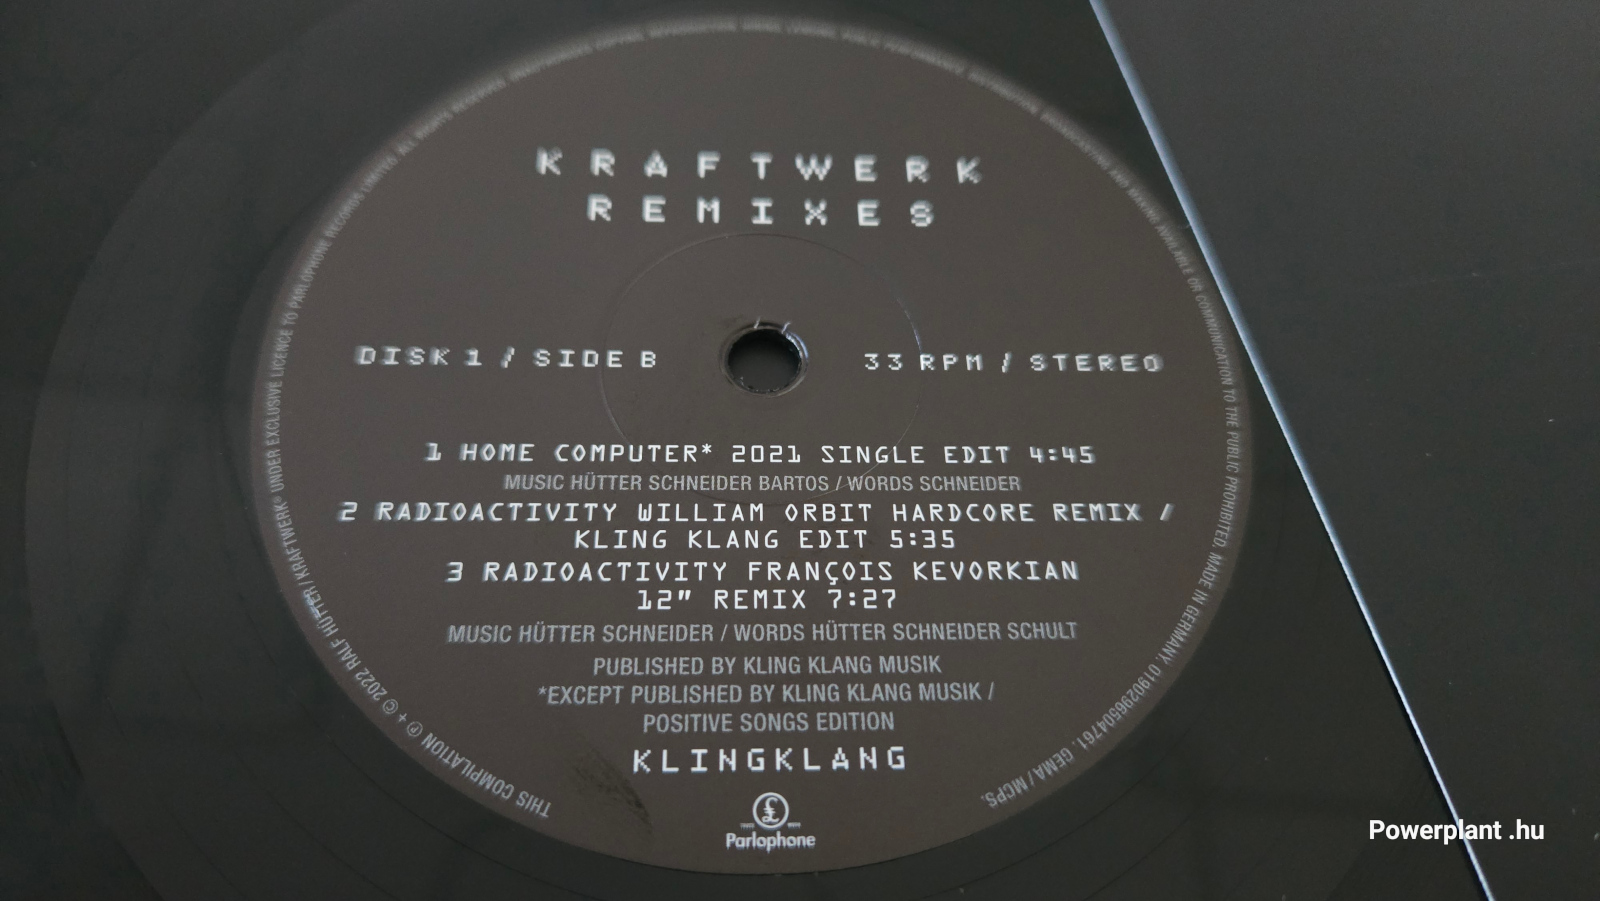 KRAFTWERK
REMIXES
DISK 1 / SIDE B
33 RPM / STEREO
1 HOME COMPUTER* 2021 SINGLE EDIT 4:45
MUSIC HÜTTER SCHNEIDER BARTOS / WORDS SCHNEIDER
2 RADIOACTIVITY WILLIAM ORBIT HARDCORE REMIX /
KLING KLANG EDIT 5:35
3 RADIOACTIVITY FRANÇOIS KEVORKIAN
12" REMIX 7:27
MUSIC HÜTTER SCHNEIDER / WORDS HÜTTER SCHNEIDER SCHULT
PUBLISHED BY KLING KLANG MUSIK
*EXCEPT PUBLISHED BY KLING KLANG MUSIK /
POSITIVE SONGS EDITION
KLINGKLANG
£
TRADE MARK
Parlophone
THIS COMPILATION ℗ + © 2022 RALF HÜTTER / KRAFTWERK® UNDER EXCLUSIVE LICENCE TO PARLOPHONE RECORDS LIMITED. ALL RIGHTS RESERVED. AVAILABLE OR COMMUNICATION TO THE PUBLIC PROHIBITED. MADE IN GERMANY. 0190296504761. GEMA / MCPS.
Powerplant .hu